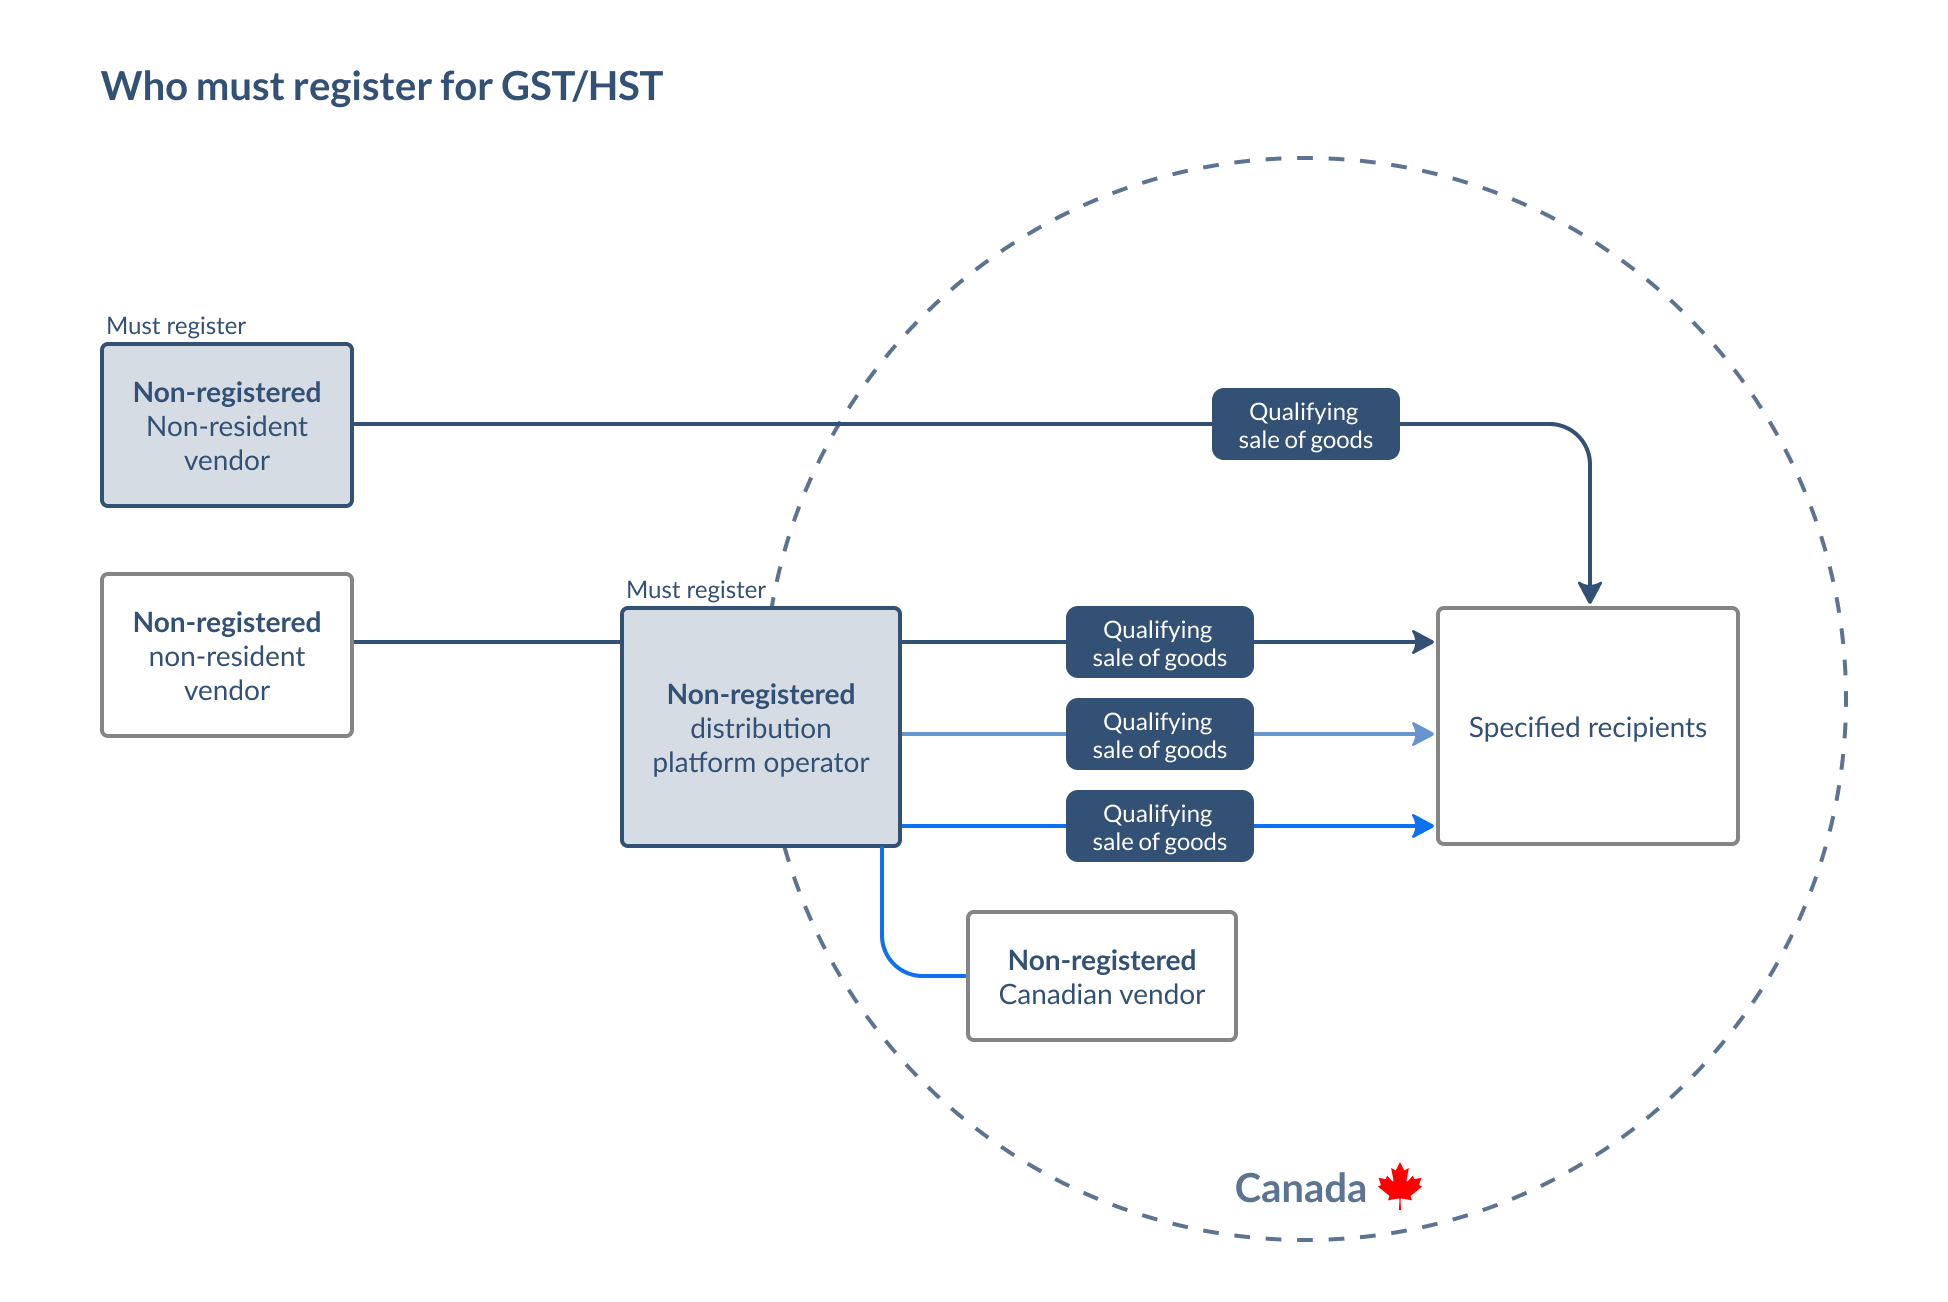 Who must register for GST/HST
Must register
Non-registered
Non-resident
vendor
Qualifying
sale of goods
Non-registered
non-resident
vendor
Must register
Non-registered
distribution
platform operator
Qualifying
sale of goods
Qualifying
sale of goods
Qualifying
sale of goods
Specified recipients
Non-registered
Canadian vendor
Canada